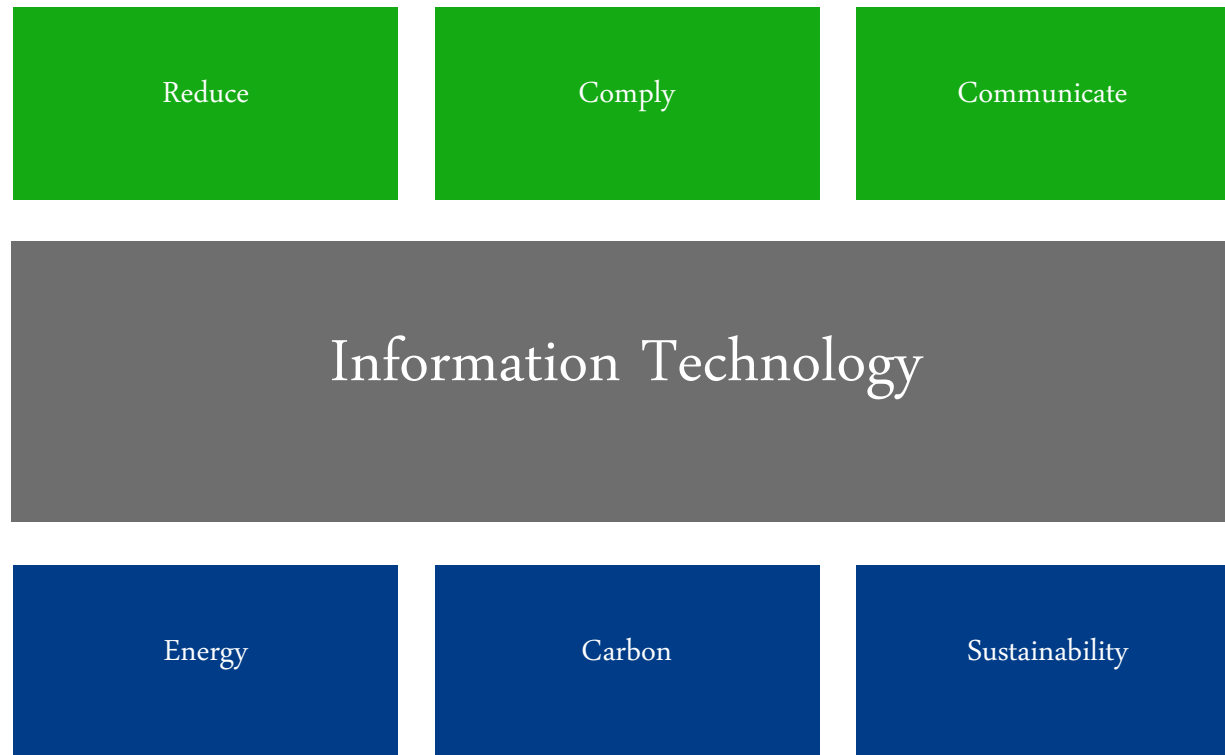 Reduce
Comply
Communicate
Information Technology
Energy
Carbon
Sustainability